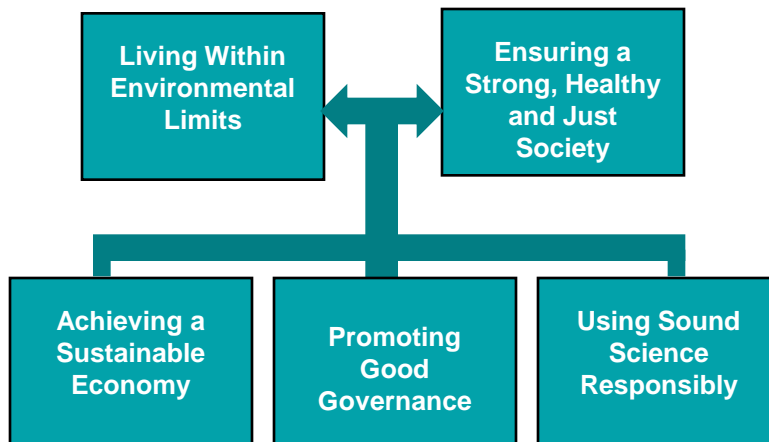 Living Within
Environmental
Limits
Ensuring a
Strong, Healthy
and Just
Society
Achieving a
Sustainable
Economy
Promoting
Good
Governance
Using Sound
Science
Responsibly